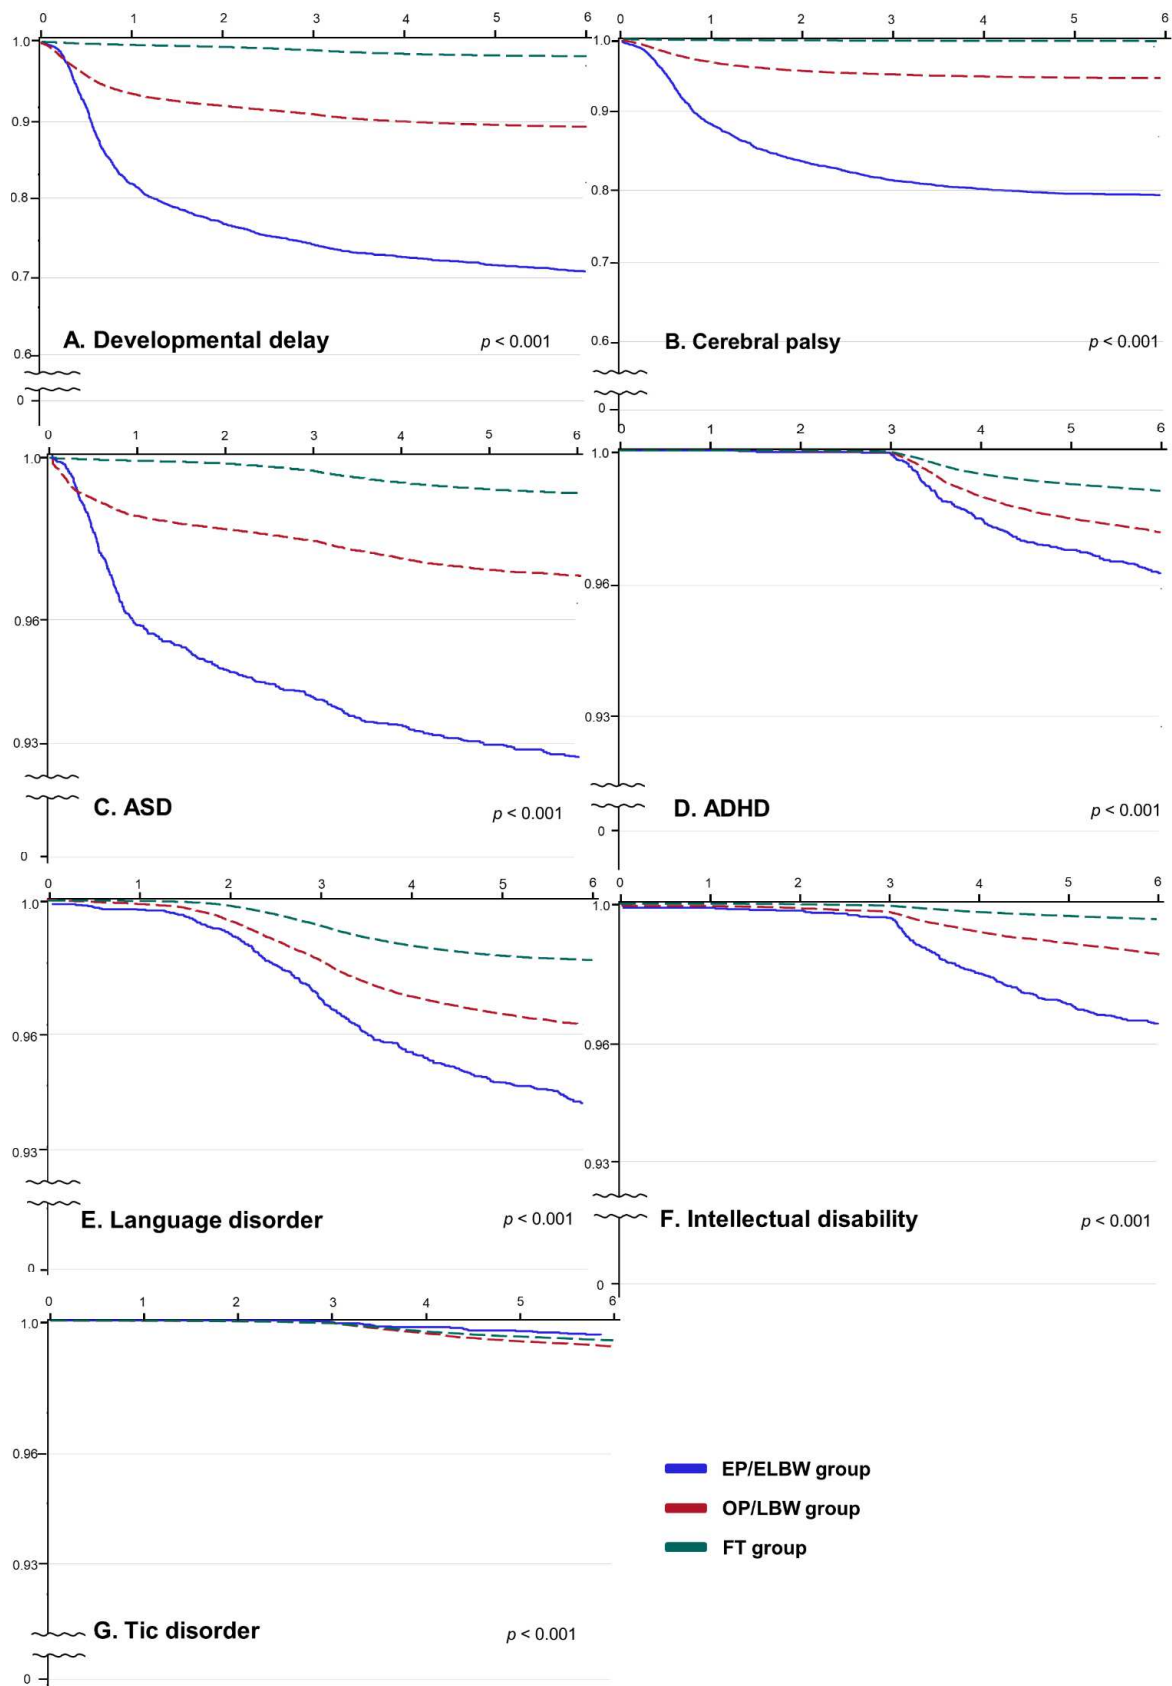 0 1 2 3 4 5 6
1.0
0.9
0.8
0.7
0.6
0
A. Developmental delay
p < 0.001
0 1 2 3 4 5 6
1.0
0.9
0.8
0.7
0.6
0
B. Cerebral palsy
p < 0.001
0 1 2 3 4 5 6
1.0
0.96
0.93
0
C. ASD
p < 0.001
0 1 2 3 4 5 6
1.0
0.96
0.93
0
D. ADHD
p < 0.001
0 1 2 3 4 5 6
1.0
0.96
0.93
0
E. Language disorder
p < 0.001
0 1 2 3 4 5 6
1.0
0.96
0.93
0
F. Intellectual disability
p < 0.001
0 1 2 3 4 5 6
1.0
0.96
0.93
0
G. Tic disorder
p < 0.001
EP/ELBW group
OP/LBW group
FT group